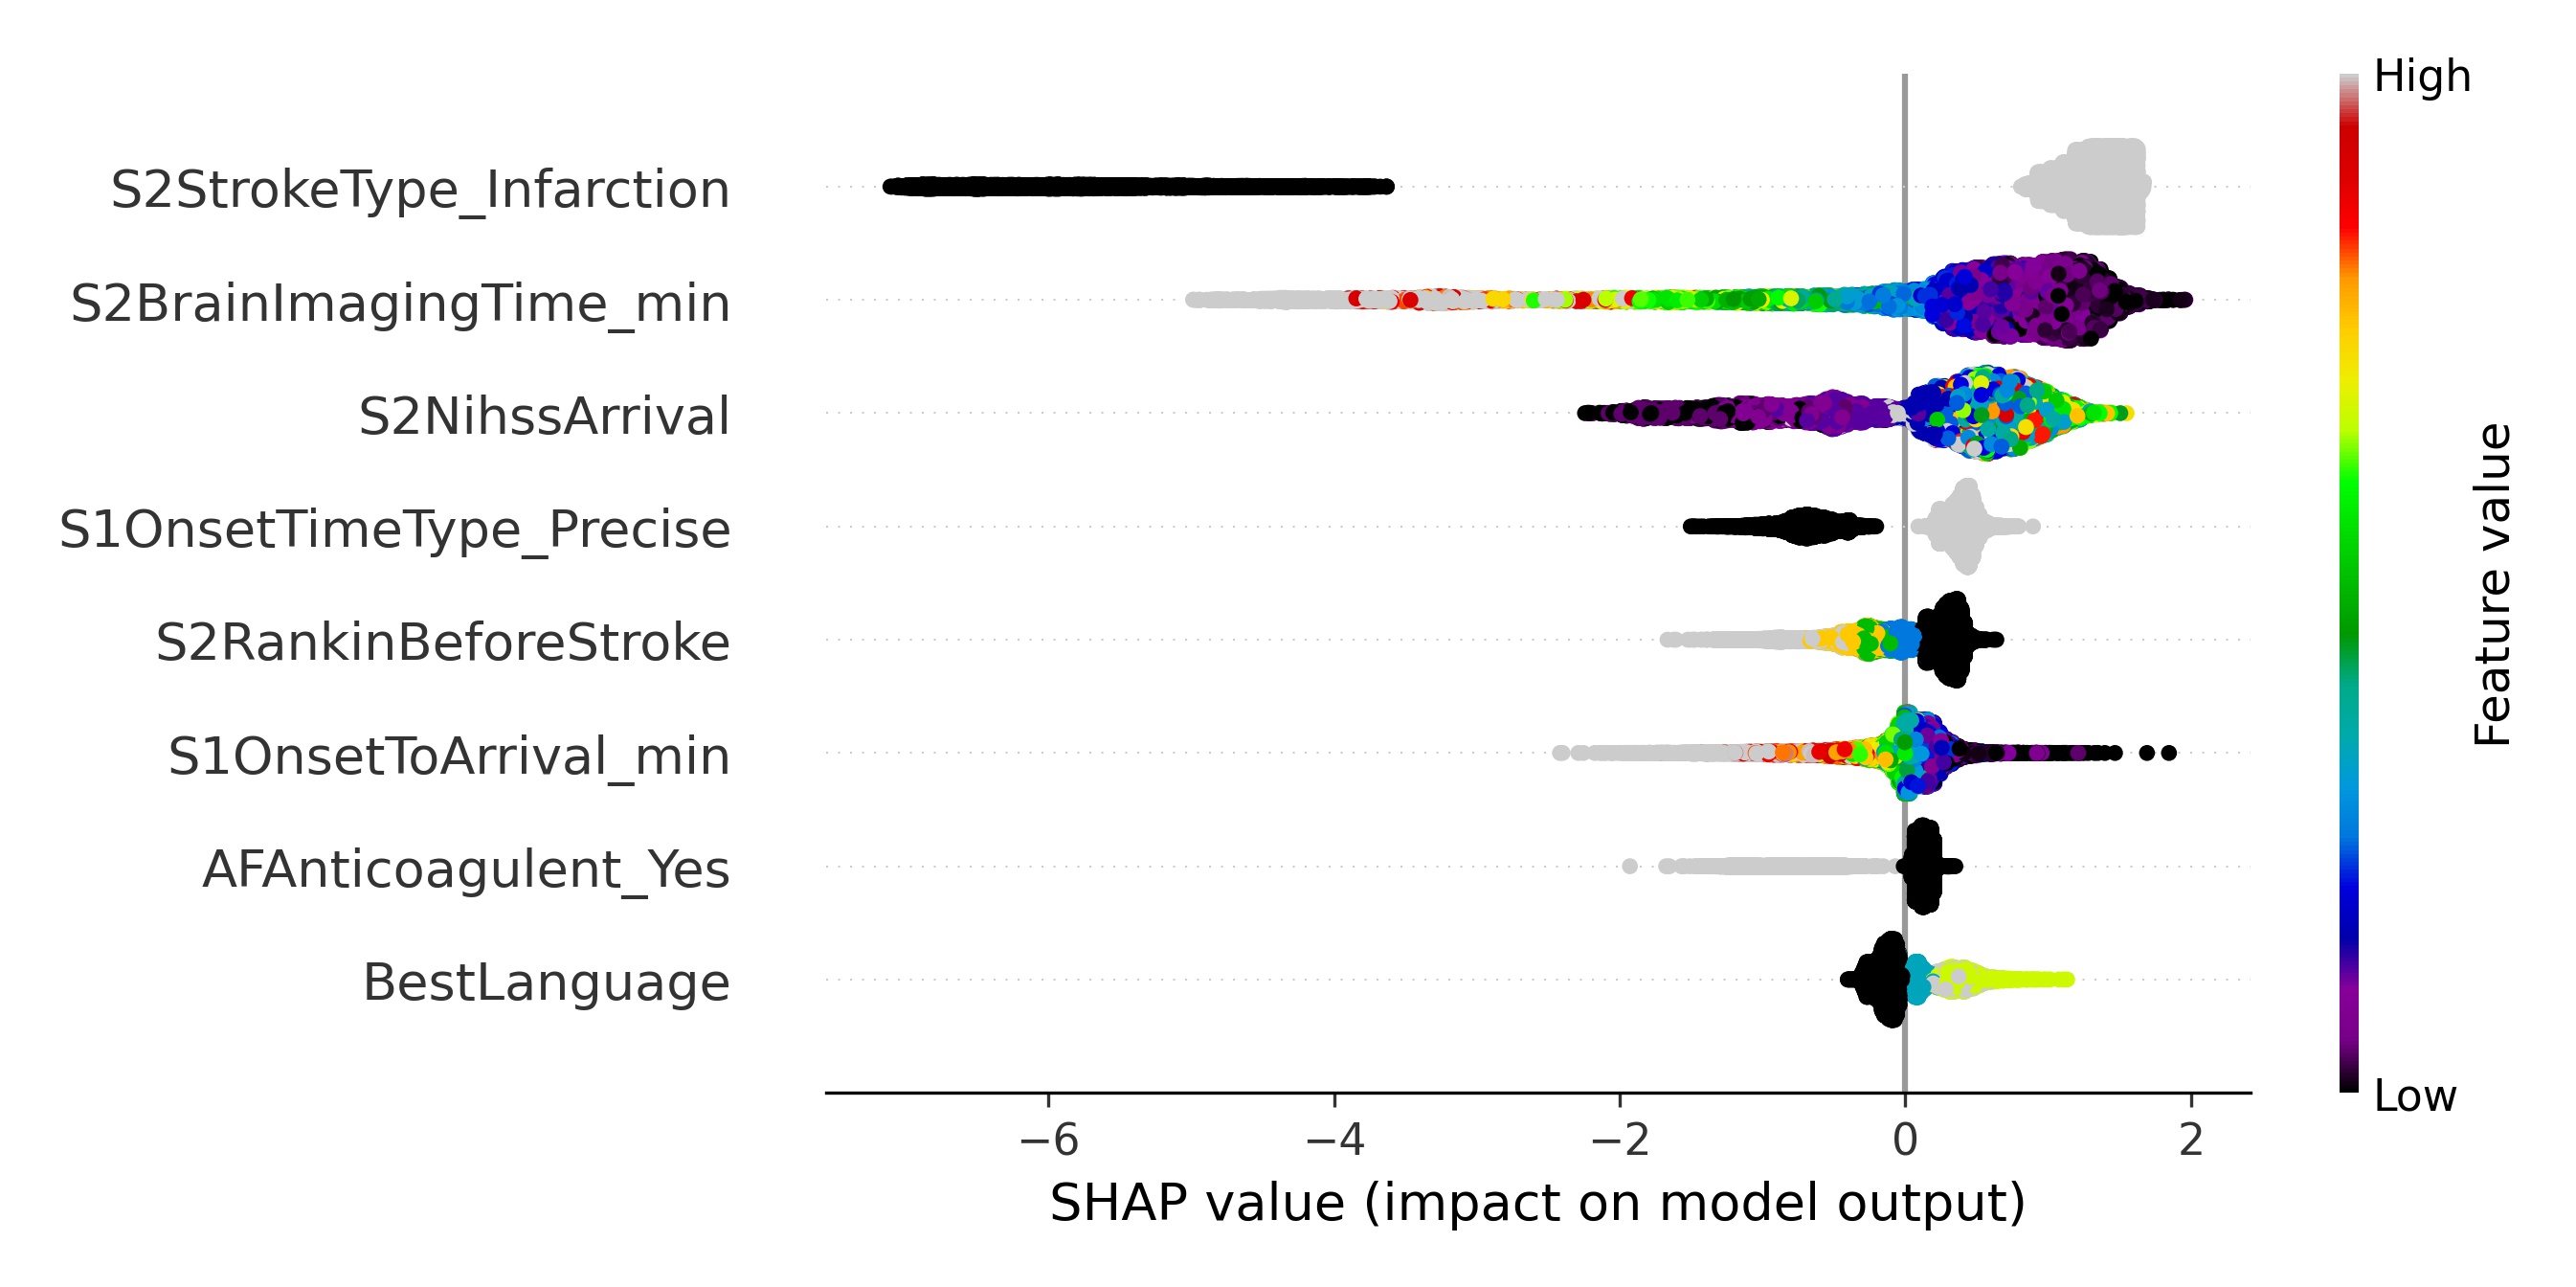 High
S2StrokeType_Infarction
S2BrainImagingTime_min
S2NihssArrival
S1OnsetTimeType_Precise
S2RankinBeforeStroke
S1OnsetToArrival_min
AFAnticoagulent_Yes
BestLanguage
Feature value
Low
−6 −4 −2 0 2
SHAP value (impact on model output)